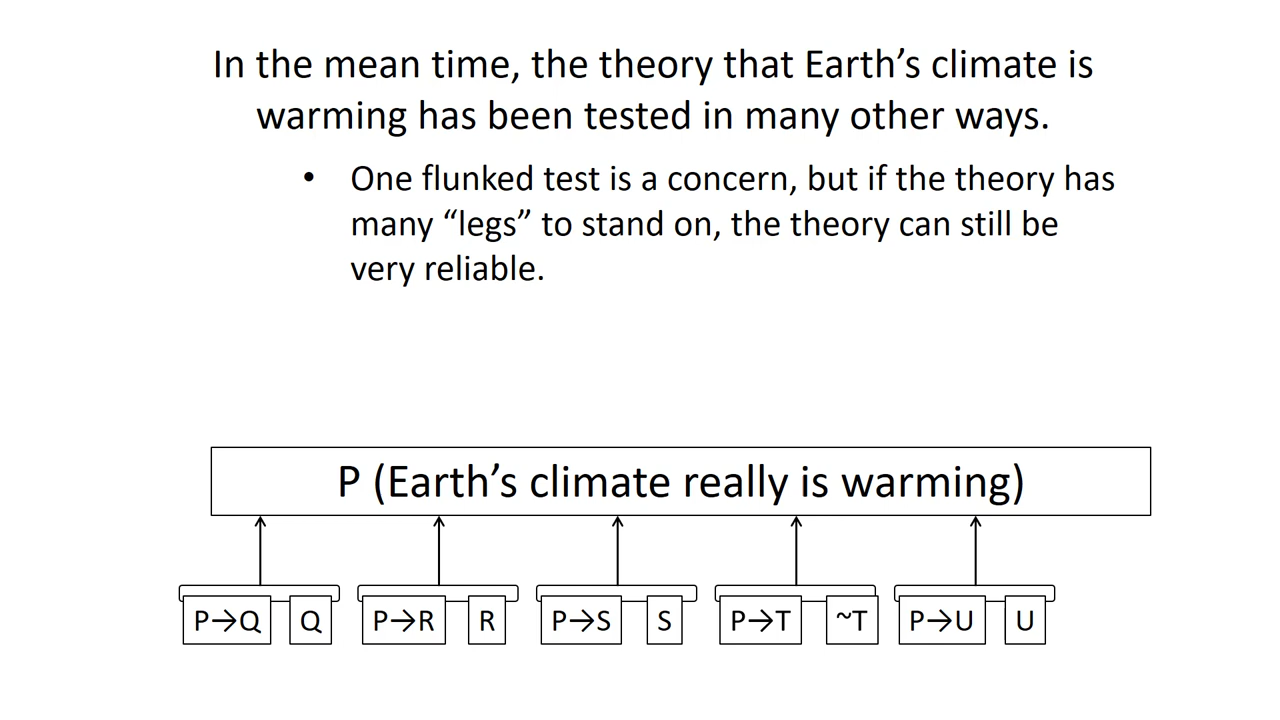 In the mean time, the theory that Earth’s climate is
warming has been tested in many other ways.
• One flunked test is a concern, but if the theory has
many “legs” to stand on, the theory can still be
very reliable.
P (Earth’s climate really is warming)
P→Q Q P→R R P→S S P→T ~T P→U U